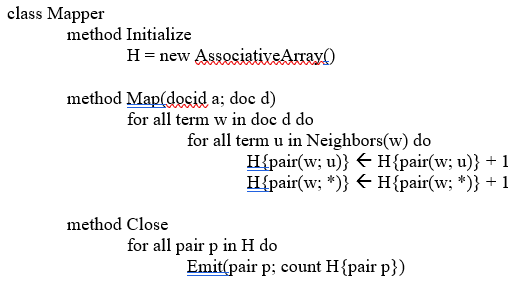 class Mapper
method Initialize
H = new AssociativeArray()
method Map(docid a; doc d)
for all term w in doc d do
for all term u in Neighbors(w) do
H{pair(w; u)} ← H{pair(w; u)} + 1
H{pair(w; *)} ← H{pair(w; *)} + 1
method Close
for all pair p in H do
Emit(pair p; count H{pair p})